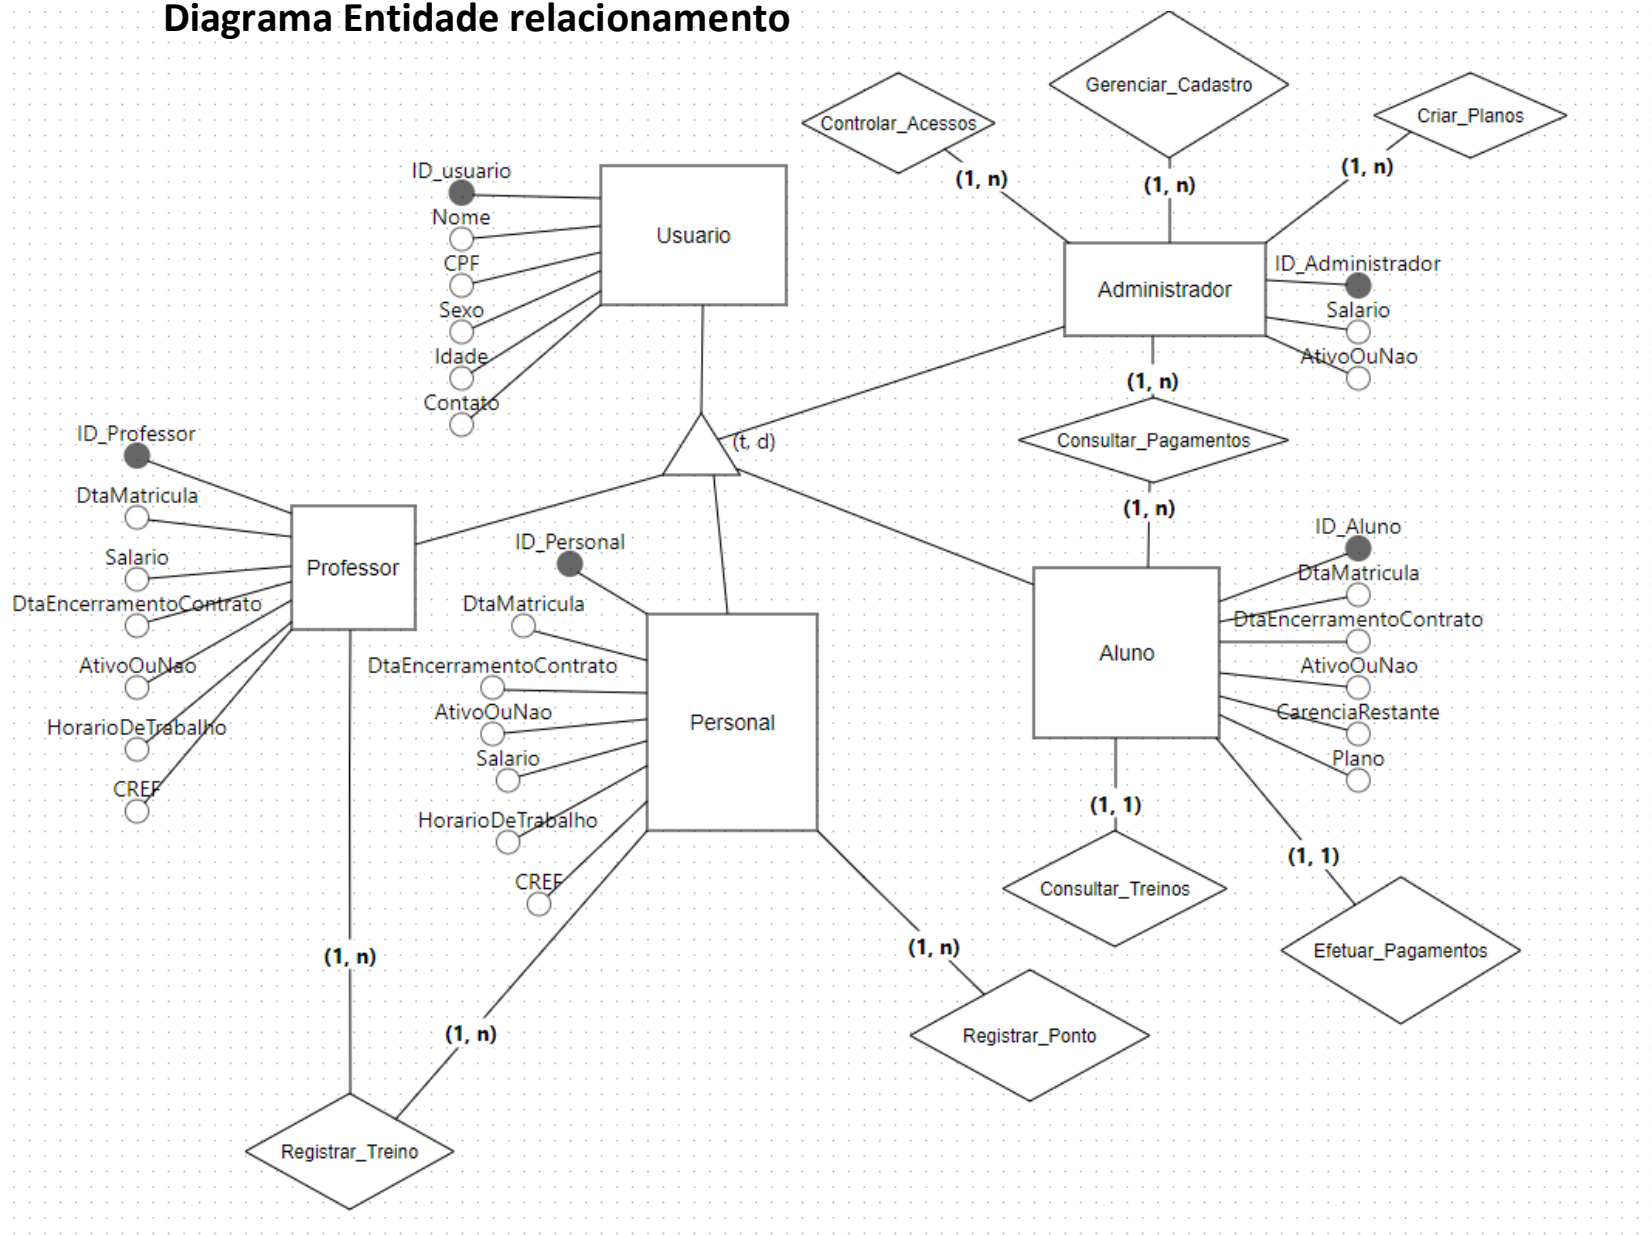 Diagrama Entidade relacionamento
Gerenciar_Cadastro
Controlar_Acessos
Criar_Planos
(1, n)
(1, n)
(1, n)
ID_usuario
Nome
CPF
Sexo
Idade
Contato
Usuario
Administrador
ID_Administrador
Salario
AtivoOuNao
(1, n)
Consultar_Pagamentos
(1, n)
(t, d)
ID_Professor
DtaMatricula
Salario
DtaEncerramentoContrato
AtivoOuNao
HorarioDeTrabalho
CREF
Professor
ID_Personal
DtaMatricula
DtaEncerramentoContrato
AtivoOuNao
Salario
HorarioDeTrabalho
CREF
Personal
Aluno
ID_Aluno
DtaMatricula
DtaEncerramentoContrato
AtivoOuNao
CarenciaRestante
Plano
(1, 1)
(1, 1)
Consultar_Treinos
Efetuar_Pagamentos
(1, n)
(1, n)
(1, n)
Registrar_Ponto
Registrar_Treino